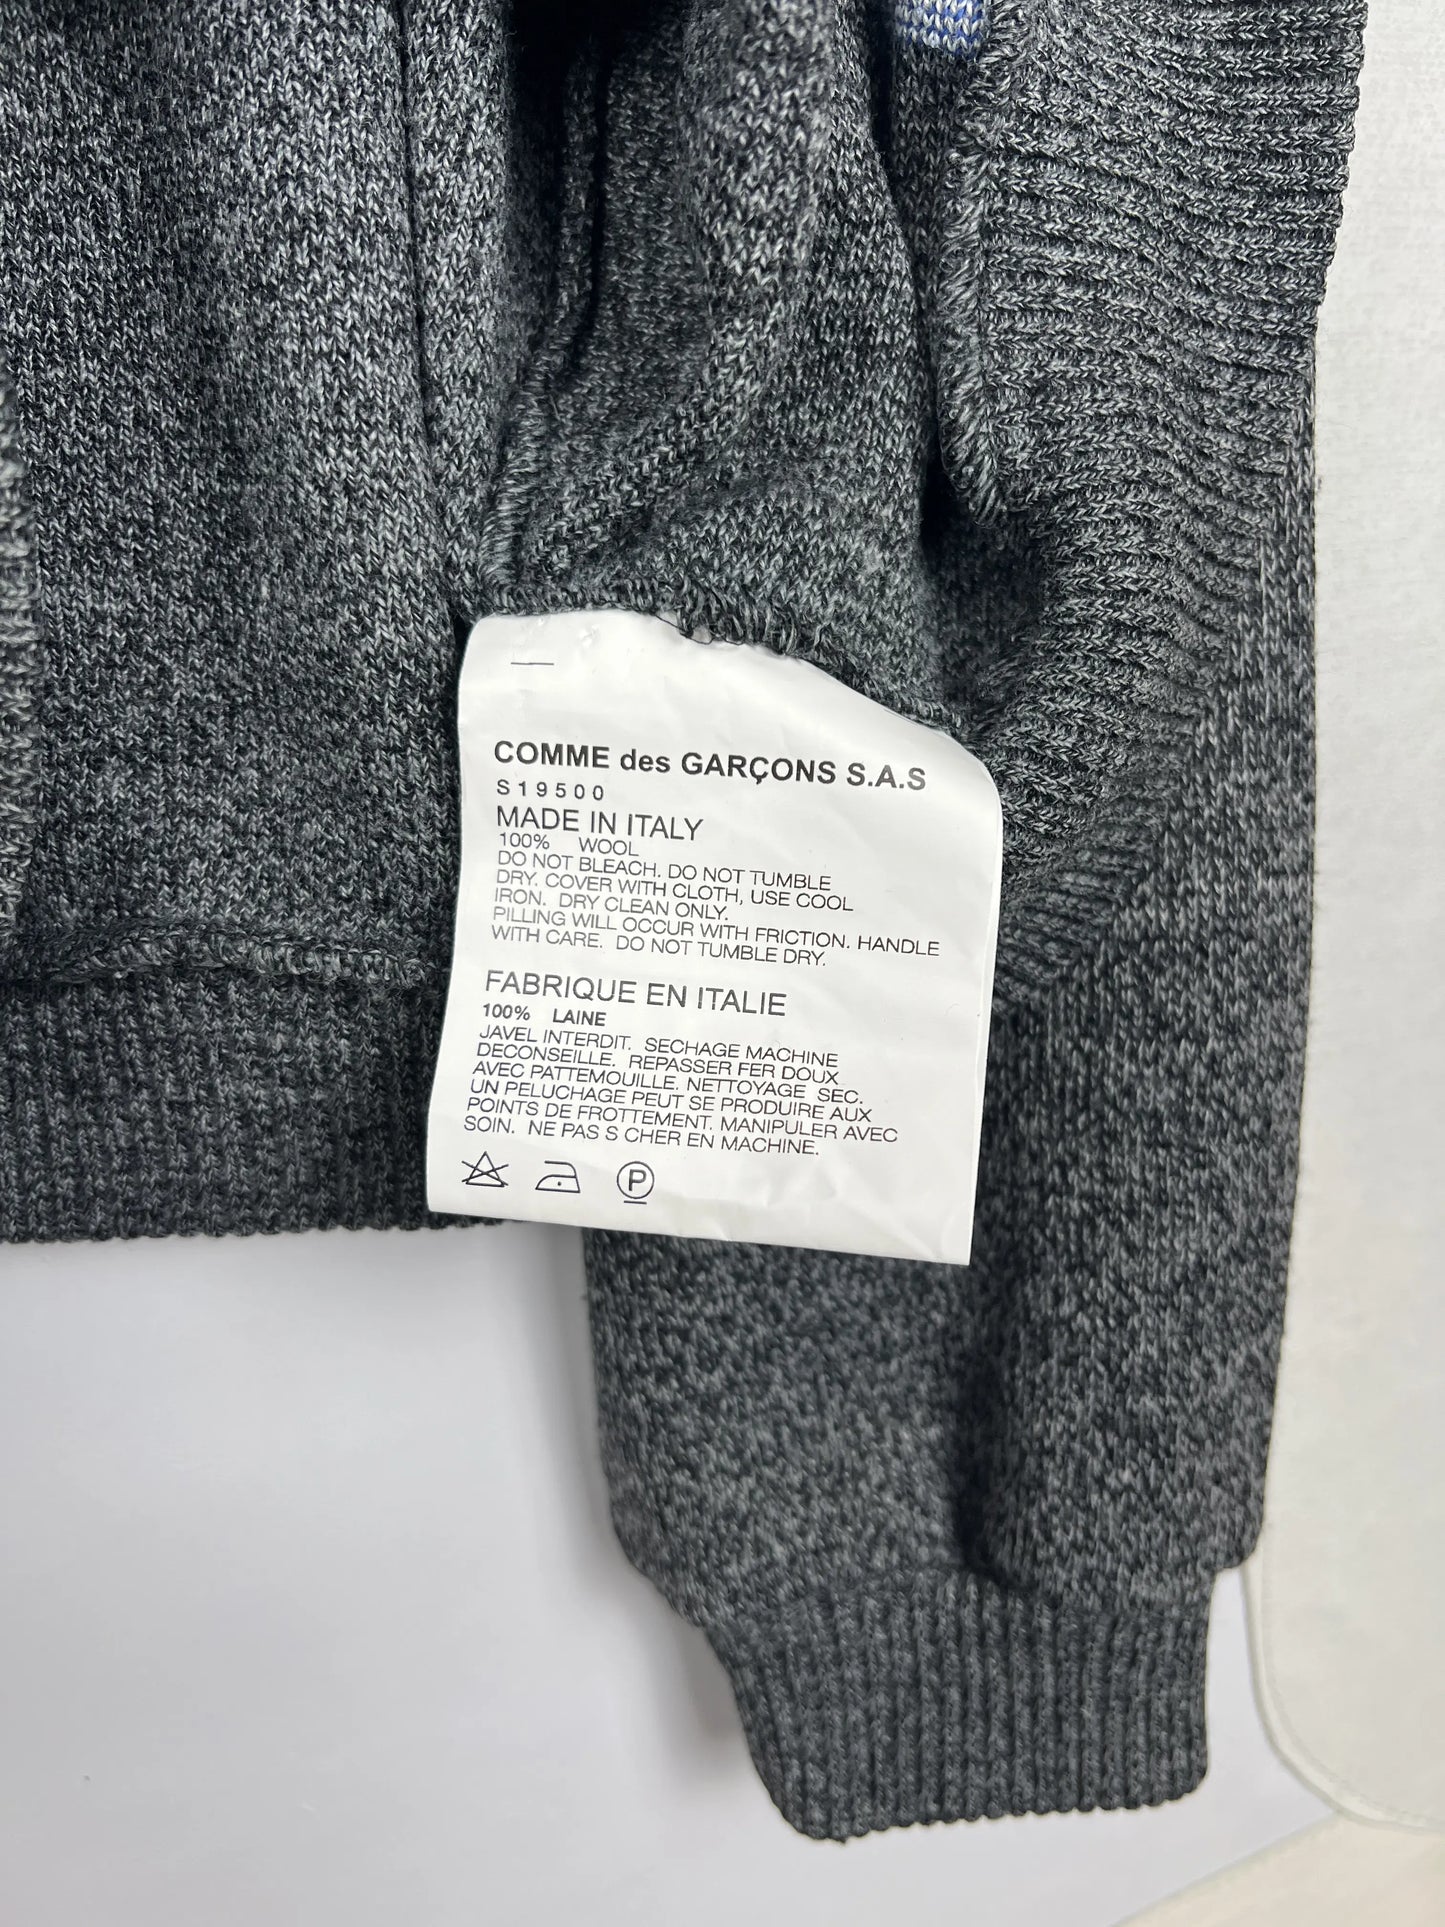 COMME des GARÇONS S.A.S
S19500
MADE IN ITALY
100% WOOL
DO NOT BLEACH. DO NOT TUMBLE
DRY. COVER WITH CLOTH, USE COOL
IRON. DRY CLEAN ONLY.
PILLING WILL OCCUR WITH FRICTION. HANDLE
WITH CARE. DO NOT TUMBLE DRY.
FABRIQUE EN ITALIE
100% LAINE
JAVEL INTERDIT. SECHAGE MACHINE
DECONSEILLE. REPASSER FER DOUX
AVEC PATTEMOUILLE. NETTOYAGE SEC.
UN PELUCHAGE PEUT SE PRODUIRE AUX
POINTS DE FROTTEMENT. MANIPULER AVEC
SOIN. NE PAS S CHER EN MACHINE.
P